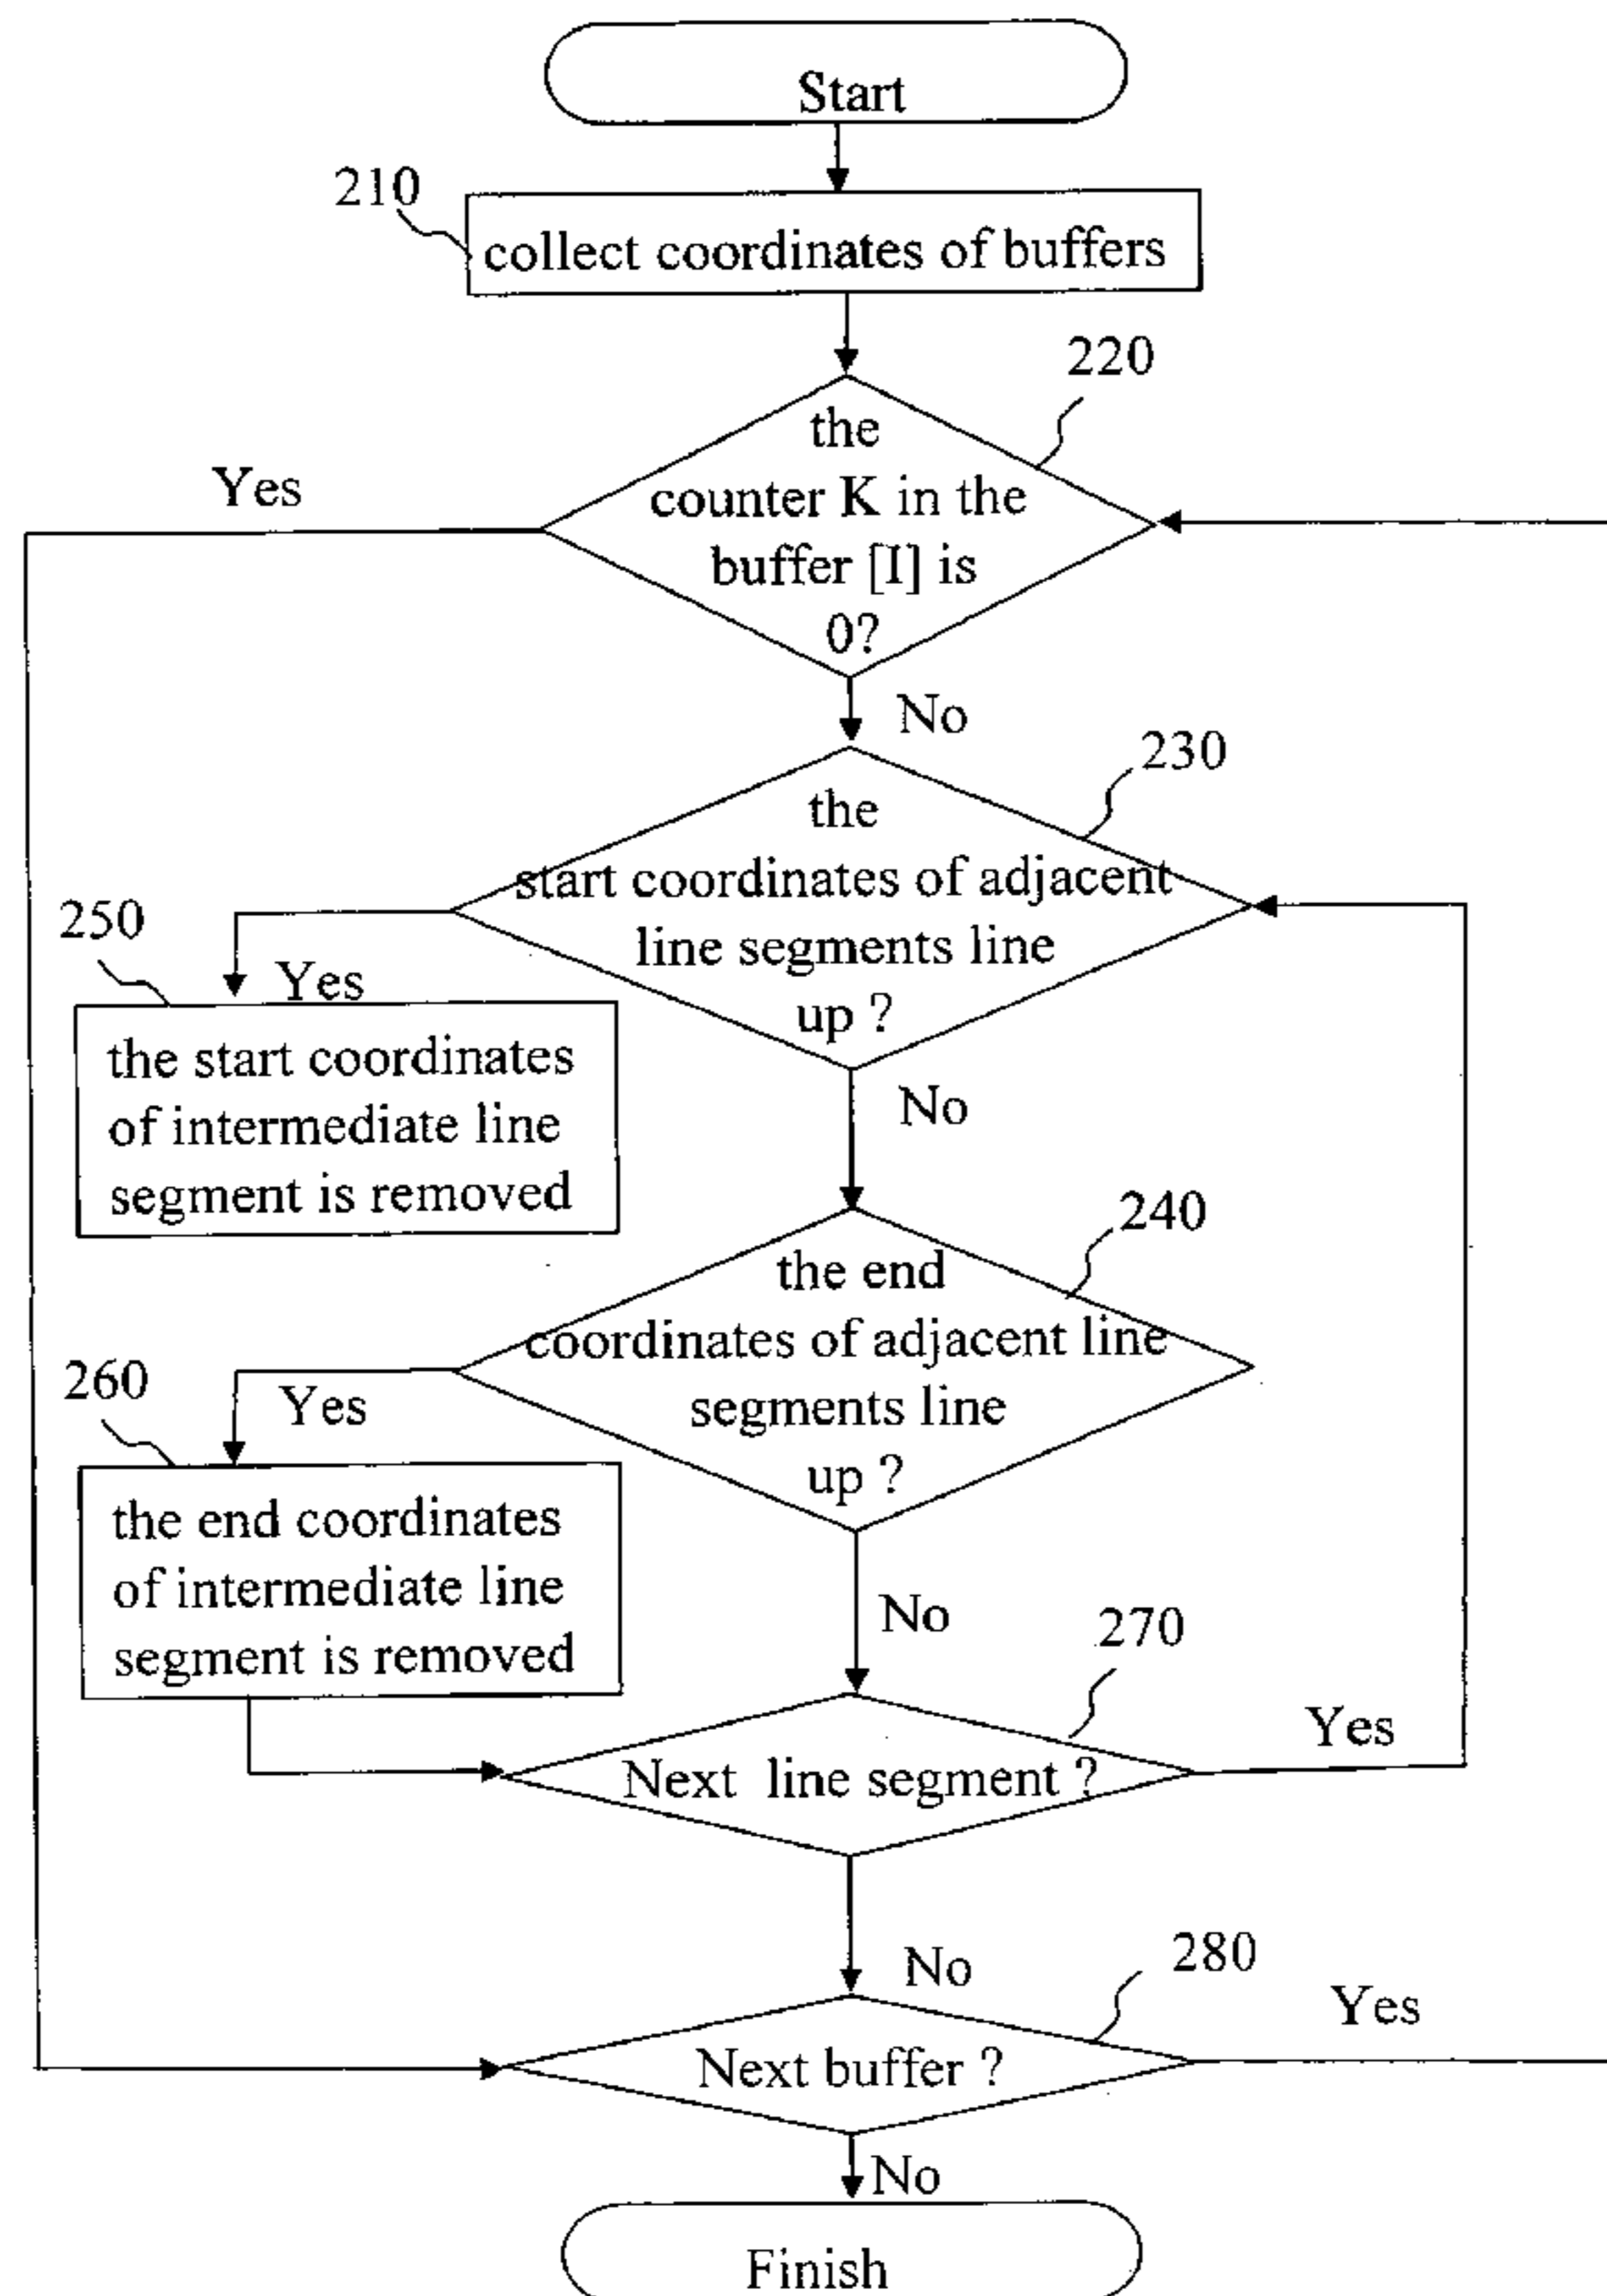 Start
210
collect coordinates of buffers
220
the
counter K in the
buffer [I] is
0?
Yes
No
230
the
start coordinates of adjacent
line segments line
up ?
250
Yes
the start coordinates
of intermediate line
segment is removed
No
240
the end
coordinates of adjacent line
segments line
up ?
260
Yes
the end coordinates
of intermediate line
segment is removed
No
270
Next line segment ?
Yes
No
280
Next buffer ?
Yes
No
Finish